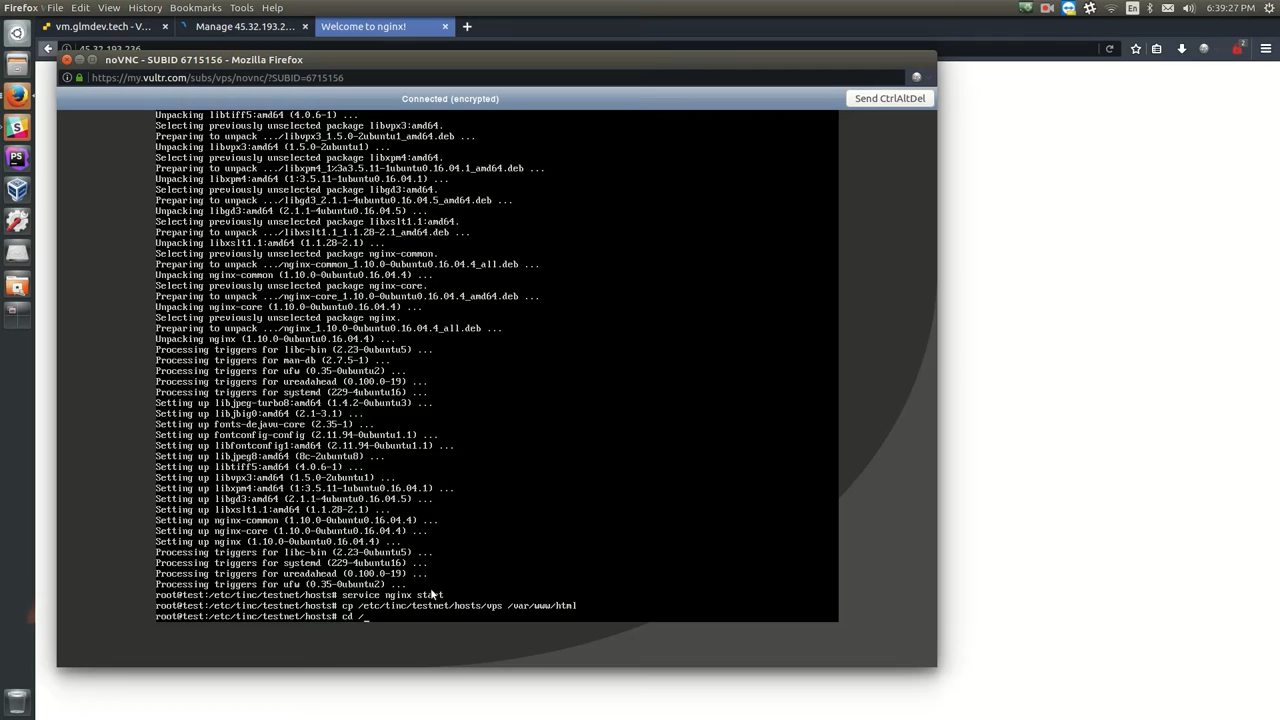 Firefox File Edit View History Bookmarks Tools Help
En
6:39:27 PM
vm.glmdev.tech - V...
Manage 45.32.193.2...
Welcome to nginx!
45.32.193.236
noVNC - SUBID 6715156 - Mozilla Firefox
https://my.vultr.com/subs/vps/novnc/?SUBID=6715156
Connected (encrypted)
Send CtrlAltDel
Unpacking libtiff5:amd64 (4.0.6-1) ...
Selecting previously unselected package libvpx3:amd64.
Preparing to unpack .../libvpx3_1.5.0-2ubuntu1_amd64.deb ...
Unpacking libvpx3:amd64 (1.5.0-2ubuntu1) ...
Selecting previously unselected package libxpm4:amd64.
Preparing to unpack .../libxpm4_1%3a3.5.11-1ubuntu0.16.04.1_amd64.deb ...
Unpacking libxpm4:amd64 (1:3.5.11-1ubuntu0.16.04.1) ...
Selecting previously unselected package libgd3:amd64.
Preparing to unpack .../libgd3_2.1.1-4ubuntu0.16.04.5_amd64.deb ...
Unpacking libgd3:amd64 (2.1.1-4ubuntu0.16.04.5) ...
Selecting previously unselected package libxslt1.1:amd64.
Preparing to unpack .../libxslt1.1_1.1.28-2.1_amd64.deb ...
Unpacking libxslt1.1:amd64 (1.1.28-2.1) ...
Selecting previously unselected package nginx-common.
Preparing to unpack .../nginx-common_1.10.0-0ubuntu0.16.04.4_all.deb ...
Unpacking nginx-common (1.10.0-0ubuntu0.16.04.4) ...
Selecting previously unselected package nginx-core.
Preparing to unpack .../nginx-core_1.10.0-0ubuntu0.16.04.4_amd64.deb ...
Unpacking nginx-core (1.10.0-0ubuntu0.16.04.4) ...
Selecting previously unselected package nginx.
Preparing to unpack .../nginx_1.10.0-0ubuntu0.16.04.4_all.deb ...
Unpacking nginx (1.10.0-0ubuntu0.16.04.4) ...
Processing triggers for libc-bin (2.23-0ubuntu5) ...
Processing triggers for man-db (2.7.5-1) ...
Processing triggers for ufw (0.35-0ubuntu2) ...
Processing triggers for ureadahead (0.100.0-19) ...
Processing triggers for systemd (229-4ubuntu16) ...
Setting up libjpeg-turbo8:amd64 (1.4.2-0ubuntu3) ...
Setting up libjbig0:amd64 (2.1-3.1) ...
Setting up fonts-dejavu-core (2.35-1) ...
Setting up fontconfig-config (2.11.94-0ubuntu1.1) ...
Setting up libfontconfig1:amd64 (2.11.94-0ubuntu1.1) ...
Setting up libjpeg8:amd64 (8c-2ubuntu8) ...
Setting up libtiff5:amd64 (4.0.6-1) ...
Setting up libvpx3:amd64 (1.5.0-2ubuntu1) ...
Setting up libxpm4:amd64 (1:3.5.11-1ubuntu0.16.04.1) ...
Setting up libgd3:amd64 (2.1.1-4ubuntu0.16.04.5) ...
Setting up libxslt1.1:amd64 (1.1.28-2.1) ...
Setting up nginx-common (1.10.0-0ubuntu0.16.04.4) ...
Setting up nginx-core (1.10.0-0ubuntu0.16.04.4) ...
Setting up nginx (1.10.0-0ubuntu0.16.04.4) ...
Processing triggers for libc-bin (2.23-0ubuntu5) ...
Processing triggers for systemd (229-4ubuntu16) ...
Processing triggers for ureadahead (0.100.0-19) ...
Processing triggers for ufw (0.35-0ubuntu2) ...
root@test:/etc/tinc/testnet/hosts# service nginx start
root@test:/etc/tinc/testnet/hosts# cp /etc/tinc/testnet/hosts/vps /var/www/html
root@test:/etc/tinc/testnet/hosts# cd /_